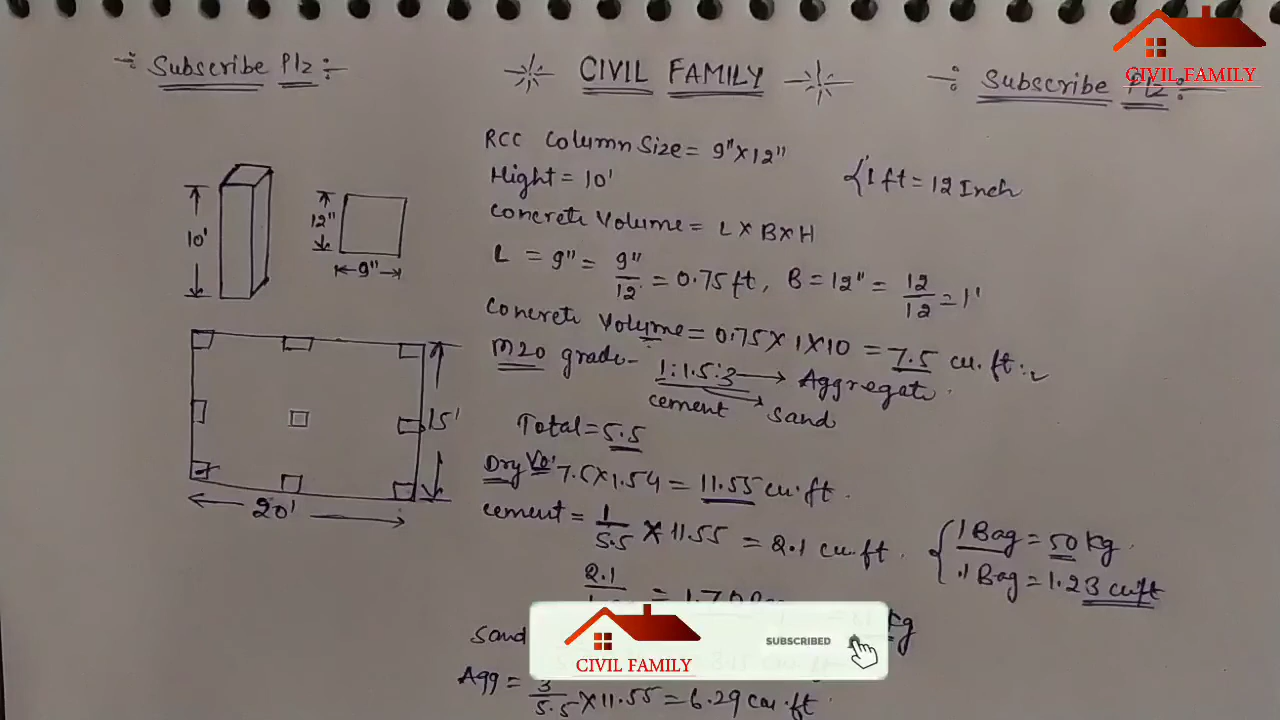 ÷ Subscribe Plz :-
CIVIL FAMILY
÷ Subscribe Plz :-
CIVIL FAMILY
RCC Column Size = 9"X12"
Hight = 10'
{1 ft = 12 Inch
Concrete Volume = L X B X H
L = 9" = 9"/12 = 0.75 ft, B = 12" = 12/12 = 1'
Concrete Volume = 0.75 X 1 X 10 = 7.5 cu.ft.
M20 grade - 1:1.5:3 → Aggregate
cement
Sand
Total = 5.5
Dry Vol 7.5 X 1.54 = 11.55 cu.ft.
cement = 1/5.5 X 11.55 = 2.1 cu.ft.
{1 Bag = 50 kg
1 Bag = 1.23 cu.ft
2.1
kg
Sand
Agg = 3/5.5 X 11.55 = 6.29 cu.ft.
10'
12"
9"
15'
20'
CIVIL FAMILY
SUBSCRIBED